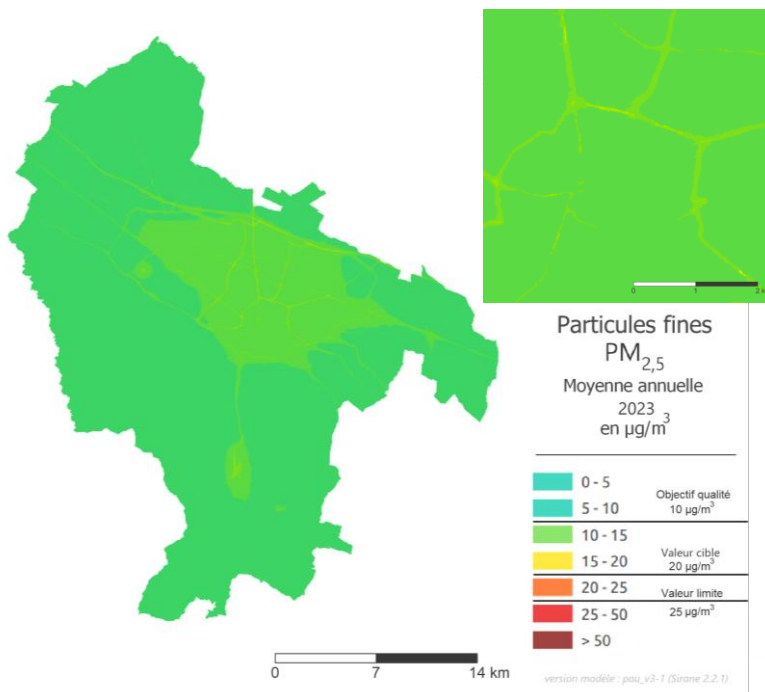 0 1 2 k
Particules fines
PM2,5
Moyenne annuelle
2023
en µg/m3
0 - 5
5 - 10
Objectif qualité
10 µg/m3
10 - 15
15 - 20
Valeur cible
20 µg/m3
20 - 25
Valeur limite
25 - 50
25 µg/m3
> 50
0 7 14 km
version modèle : pau_v3-1 (Sirane 2.2.1)